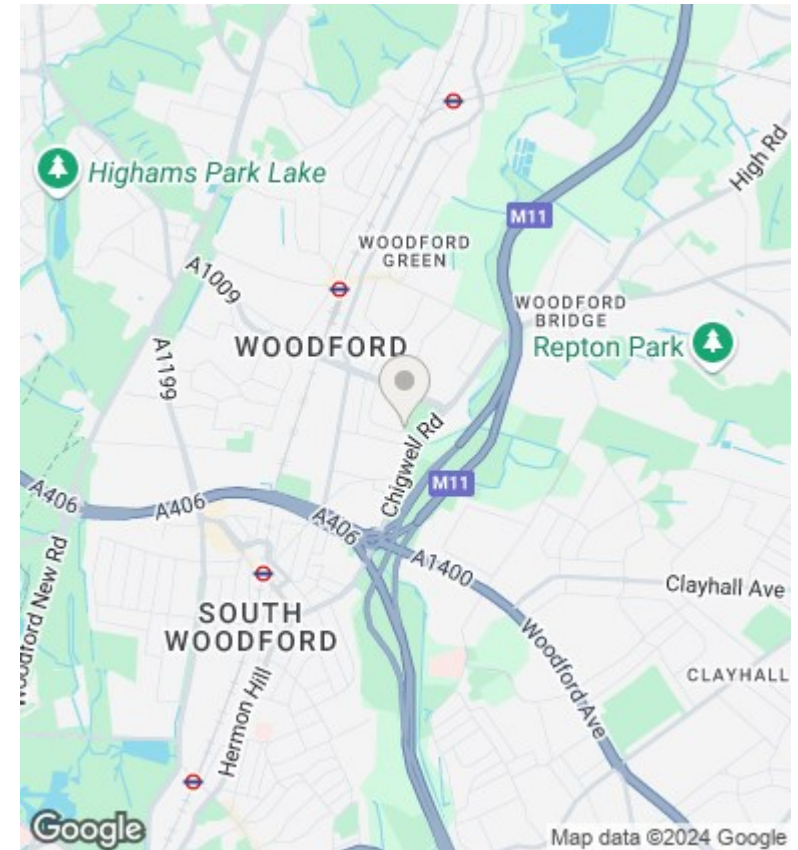 Highams Park Lake
High Rd
M11
WOODFORD
GREEN
A1009
WOODFORD
BRIDGE
WOODFORD
Repton Park
A1199
Chigwell Rd
M11
A406
A406
A406
A1400
Woodford New Rd
Clayhall Ave
SOUTH
WOODFORD
Woodford Ave
CLAYHALL
Hermon Hill
Google
Map data ©2024 Google